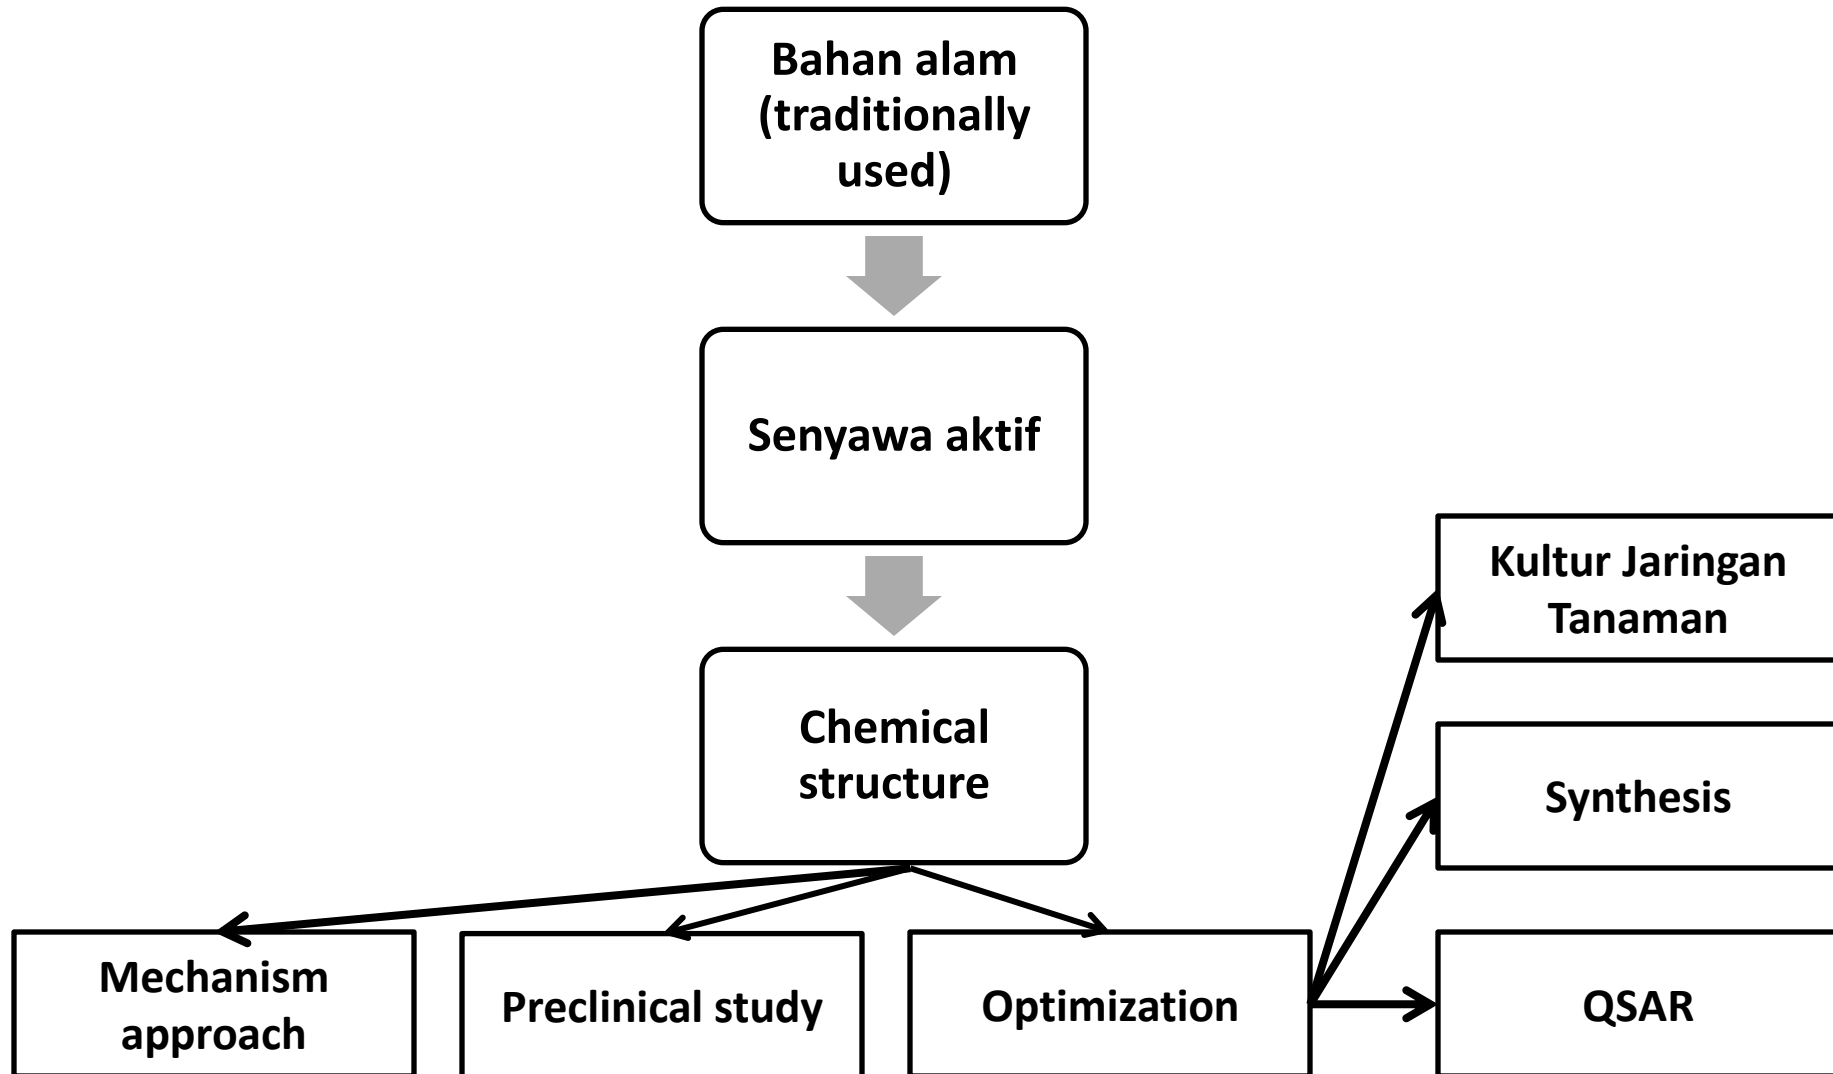 Bahan alam
(traditionally
used)
Senyawa aktif
Chemical
structure
Kultur Jaringan
Tanaman
Synthesis
Mechanism
approach
Preclinical study
Optimization
QSAR